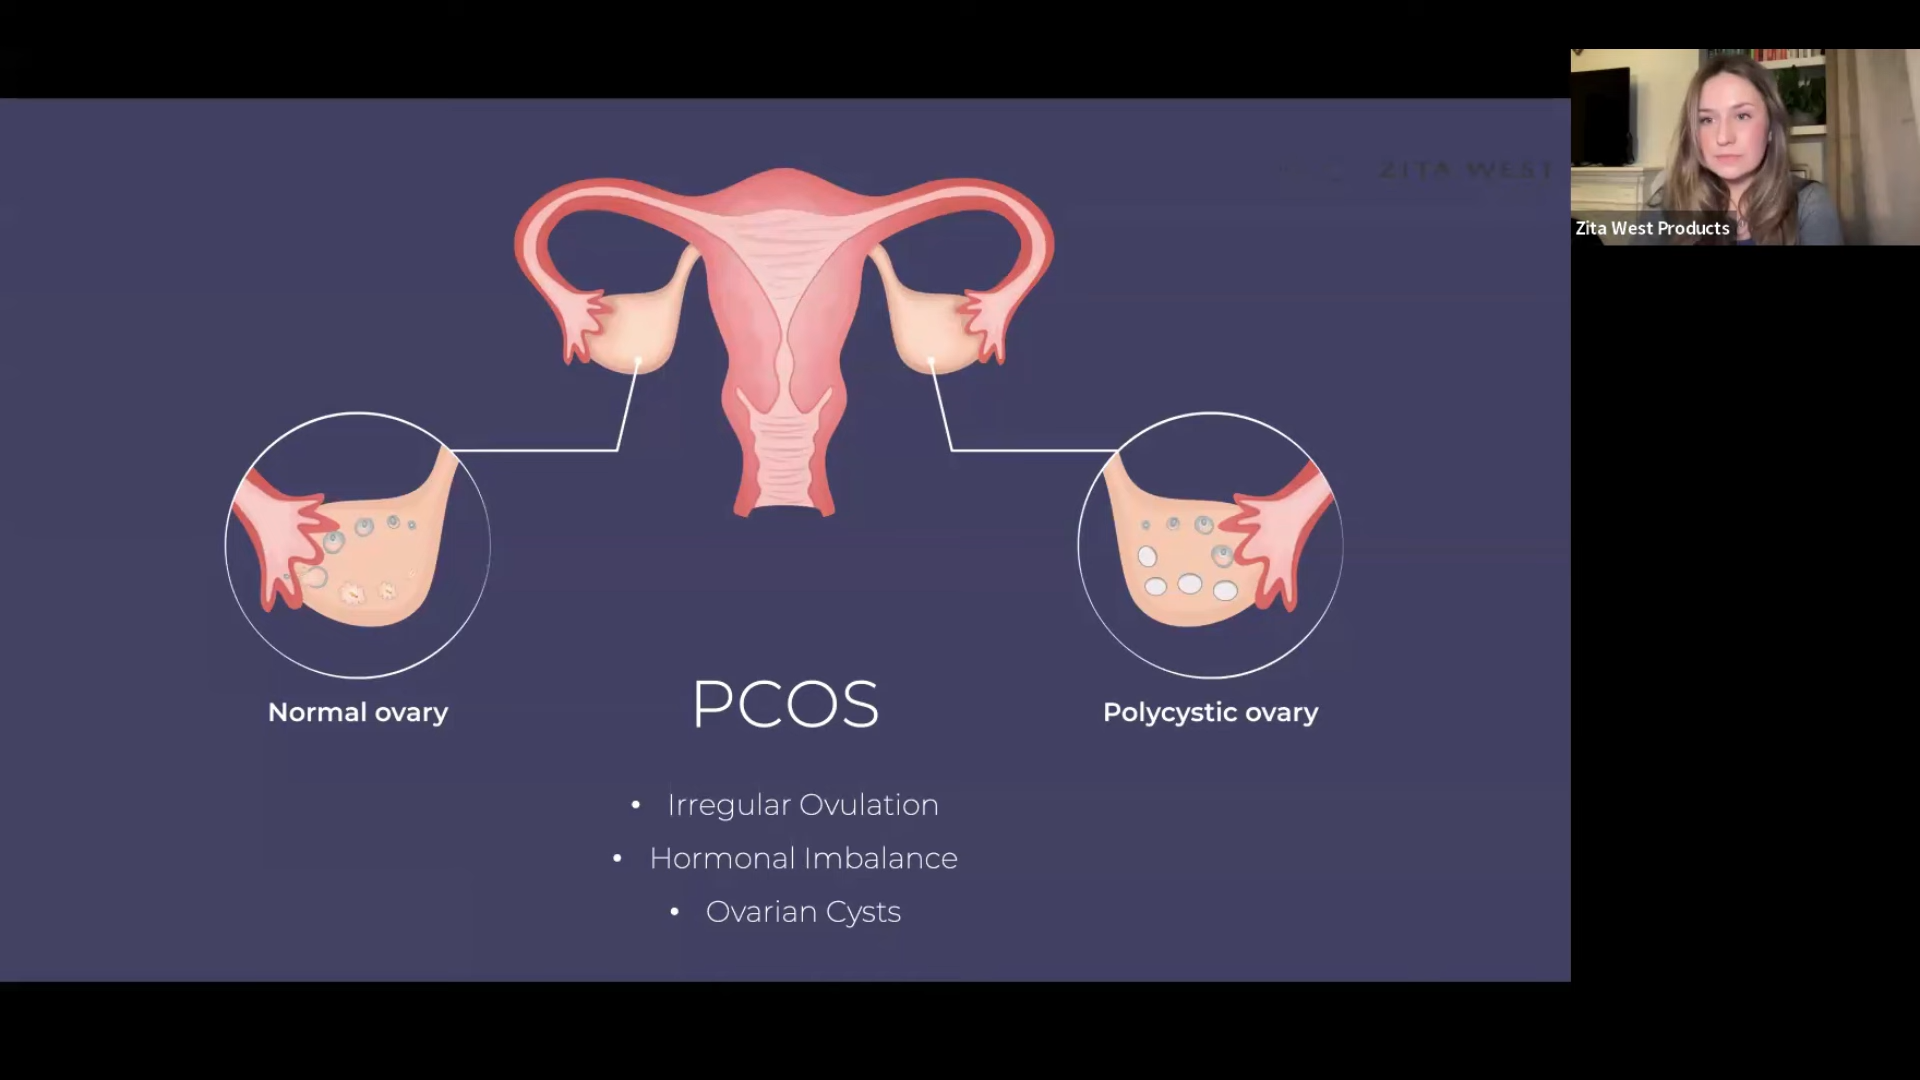 ZITA WEST
Zita West Products
Normal ovary
PCOS
Polycystic ovary
• Irregular Ovulation
• Hormonal Imbalance
• Ovarian Cysts